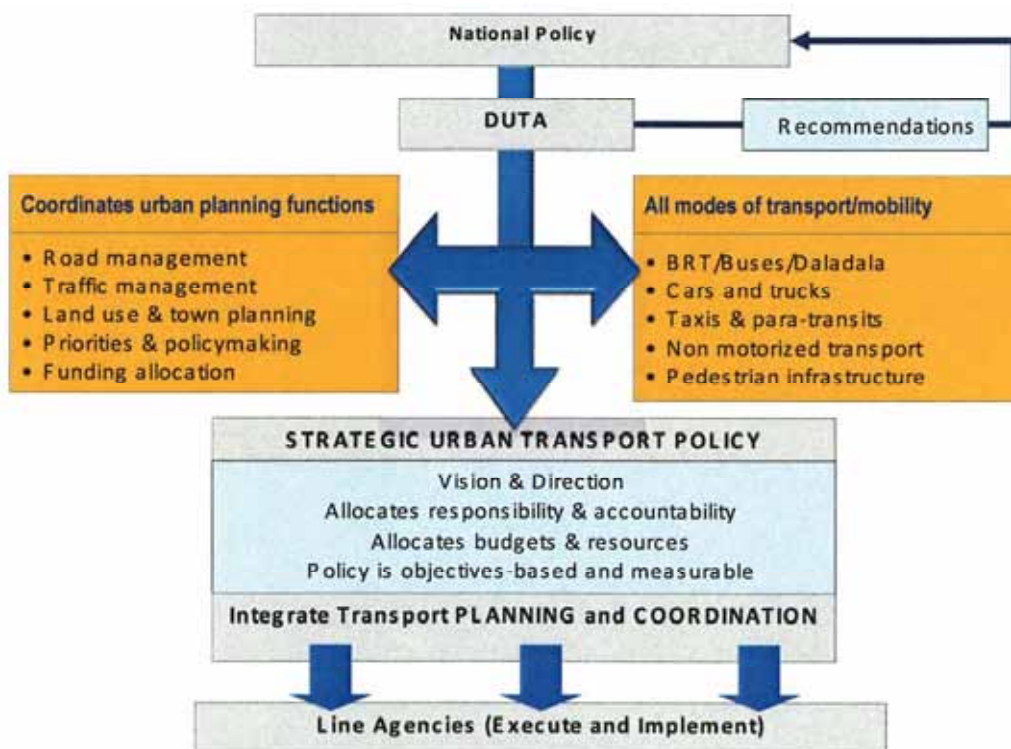 National Policy
DUTA
Recommendations
Coordinates urban planning functions
• Road management
• Traffic management
• Land use & town planning
• Priorities & policymaking
• Funding allocation
All modes of transport/mobility
• BRT/Buses/Daladala
• Cars and trucks
• Taxis & para-transits
• Non motorized transport
• Pedestrian infrastructure
STRATEGIC URBAN TRANSPORT POLICY
Vision & Direction
Allocates responsibility & accountability
Allocates budgets & resources
Policy is objectives-based and measurable
Integrate Transport PLANNING and COORDINATION
Line Agencies (Execute and Implement)